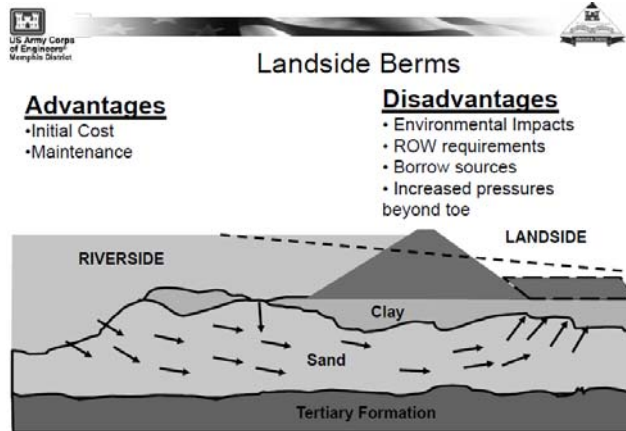 US Army Corps
of Engineers®
Memphis District
Landside Berms
Advantages
•Initial Cost
•Maintenance
Disadvantages
• Environmental Impacts
• ROW requirements
• Borrow sources
• Increased pressures
beyond toe
RIVERSIDE
LANDSIDE
Clay
Sand
Tertiary Formation